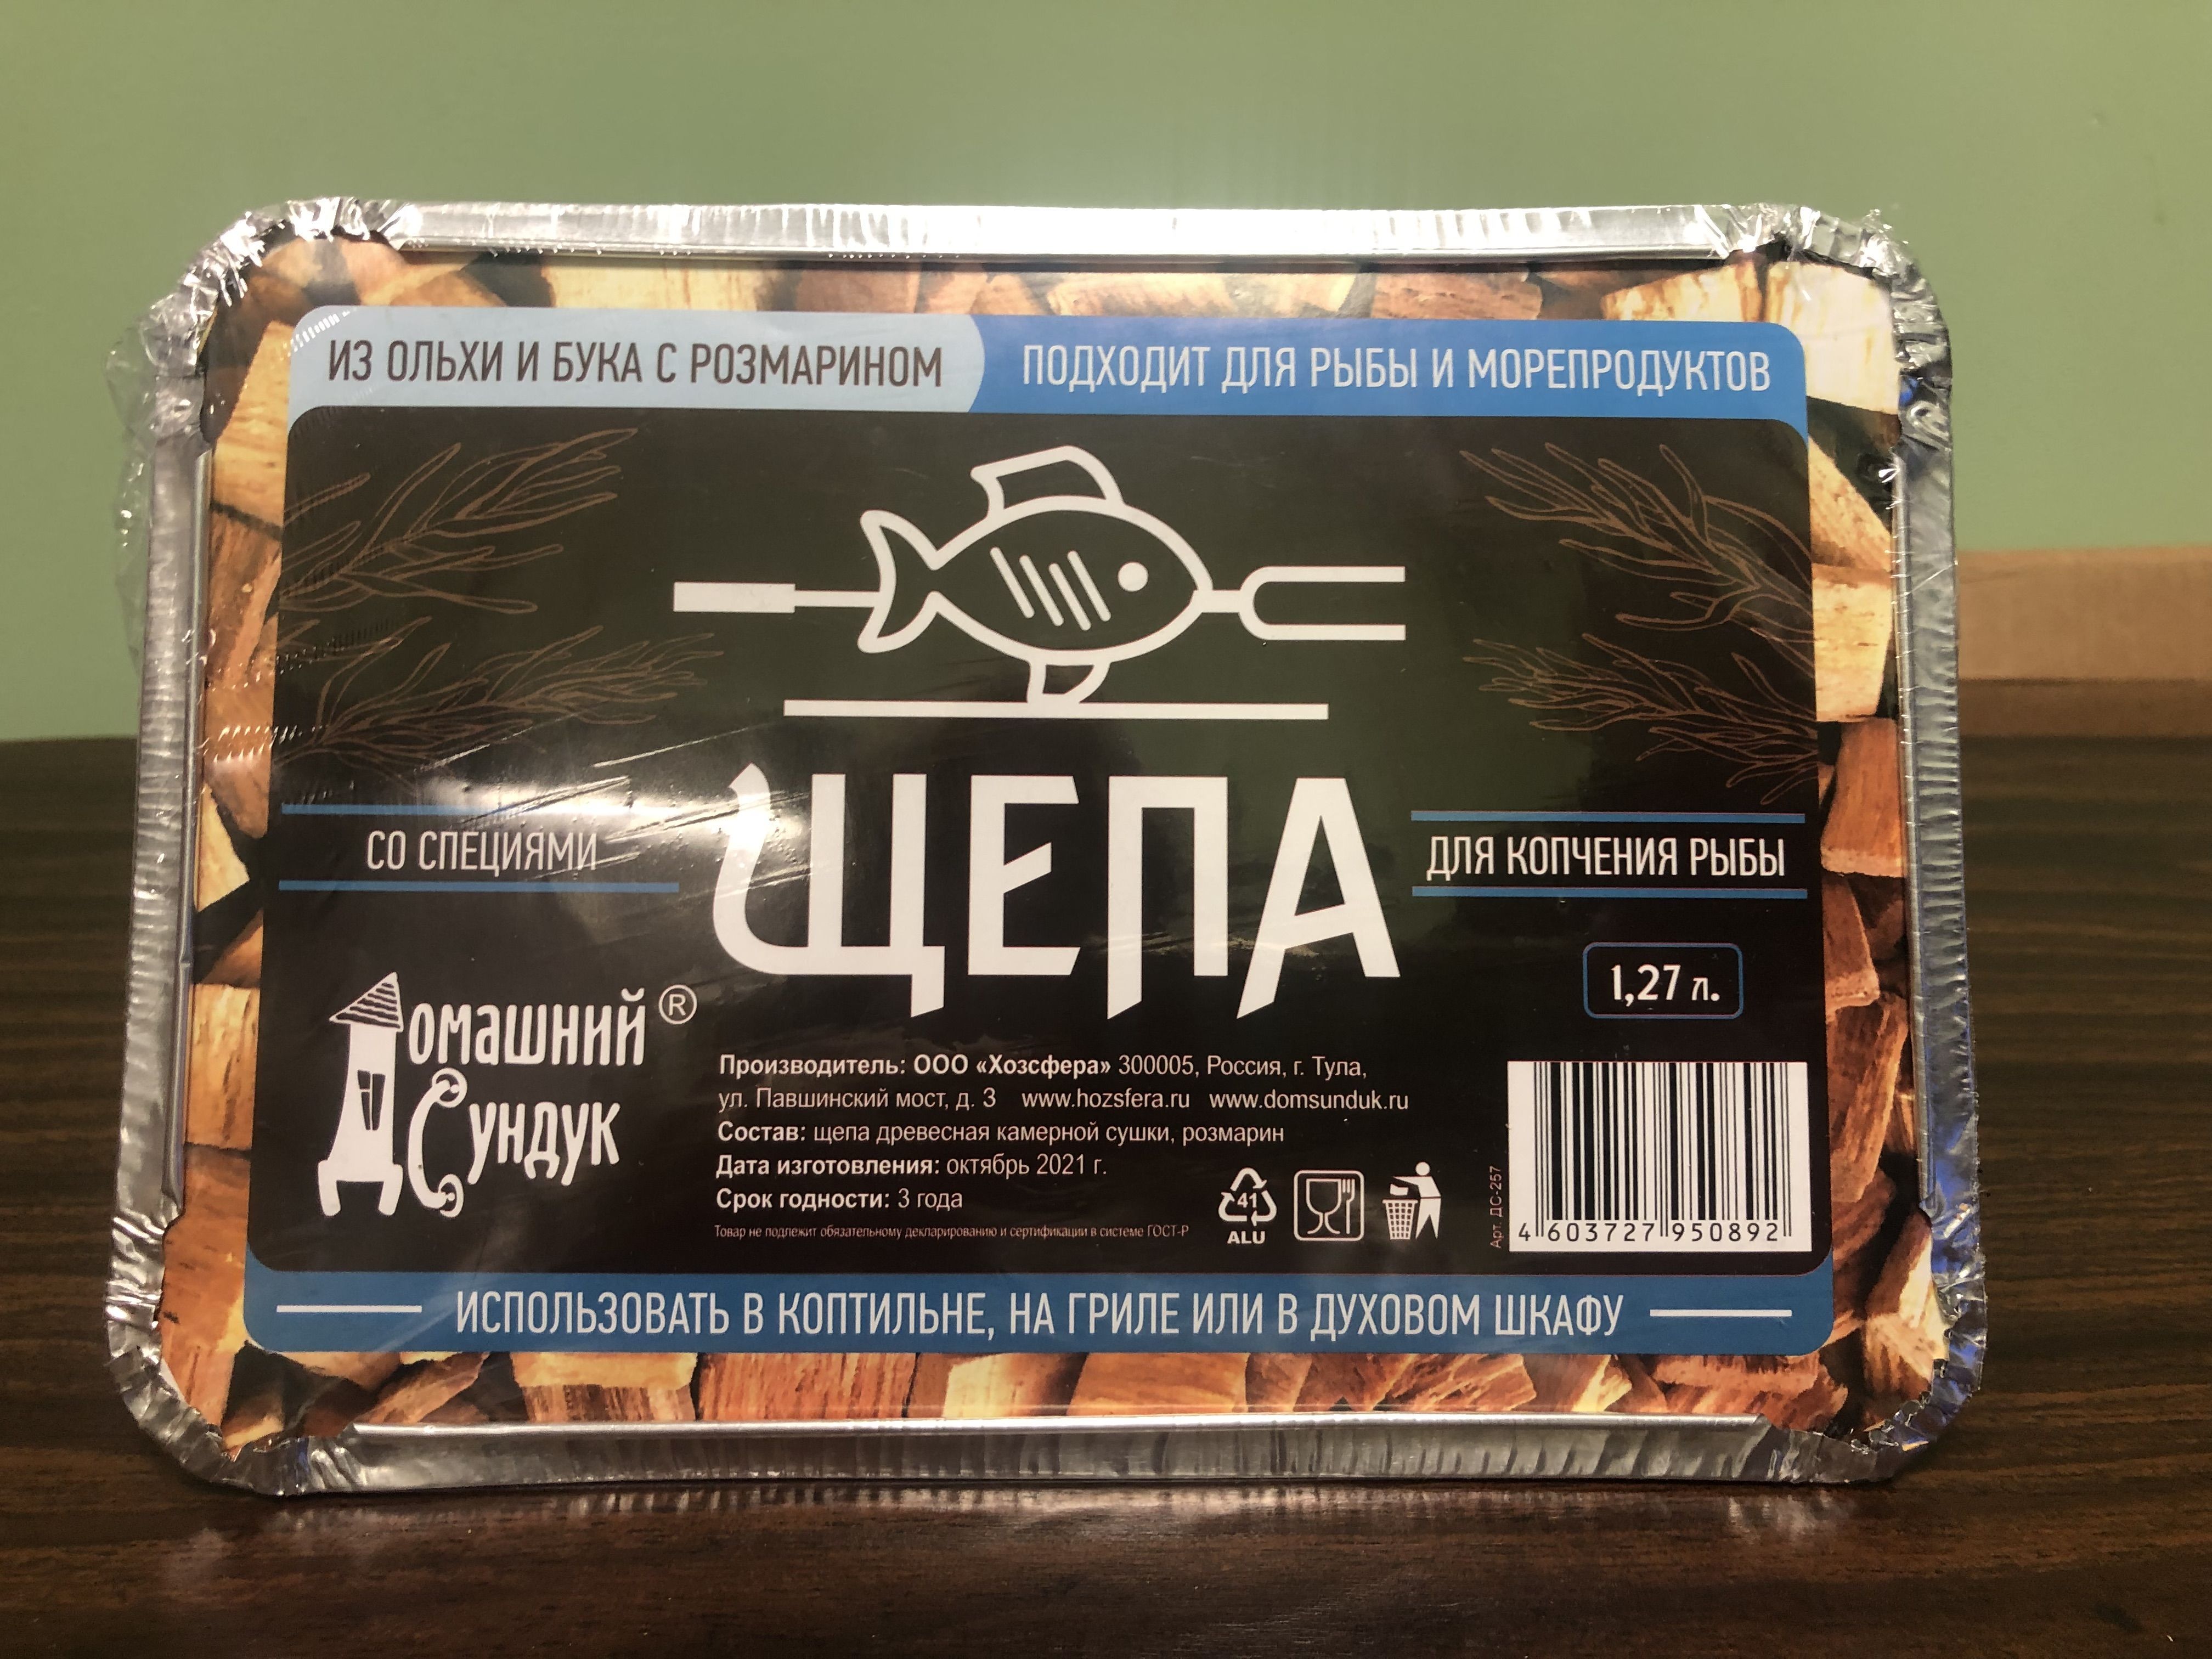 ИЗ ОЛЬХИ И БУКА С РОЗМАРИНОМ
ПОДХОДИТ ДЛЯ РЫБЫ И МОРЕПРОДУКТОВ
СО СПЕЦИЯМИ
ЩЕПА
ДЛЯ КОПЧЕНИЯ РЫБЫ
1,27 л.
Домашний ®
Сундук
Производитель: ООО «Хозсфера» 300005, Россия, г. Тула,
ул. Павшинский мост, д. 3 www.hozsfera.ru www.domsunduk.ru
Состав: щепа древесная камерной сушки, розмарин
Дата изготовления: октябрь 2021 г.
Срок годности: 3 года
Товар не подлежит обязательному декларированию и сертификации в системе ГОСТ-Р
41
ALU
Арт. ДС-257
4 603727 950892
ИСПОЛЬЗОВАТЬ В КОПТИЛЬНЕ, НА ГРИЛЕ ИЛИ В ДУХОВОМ ШКАФУ